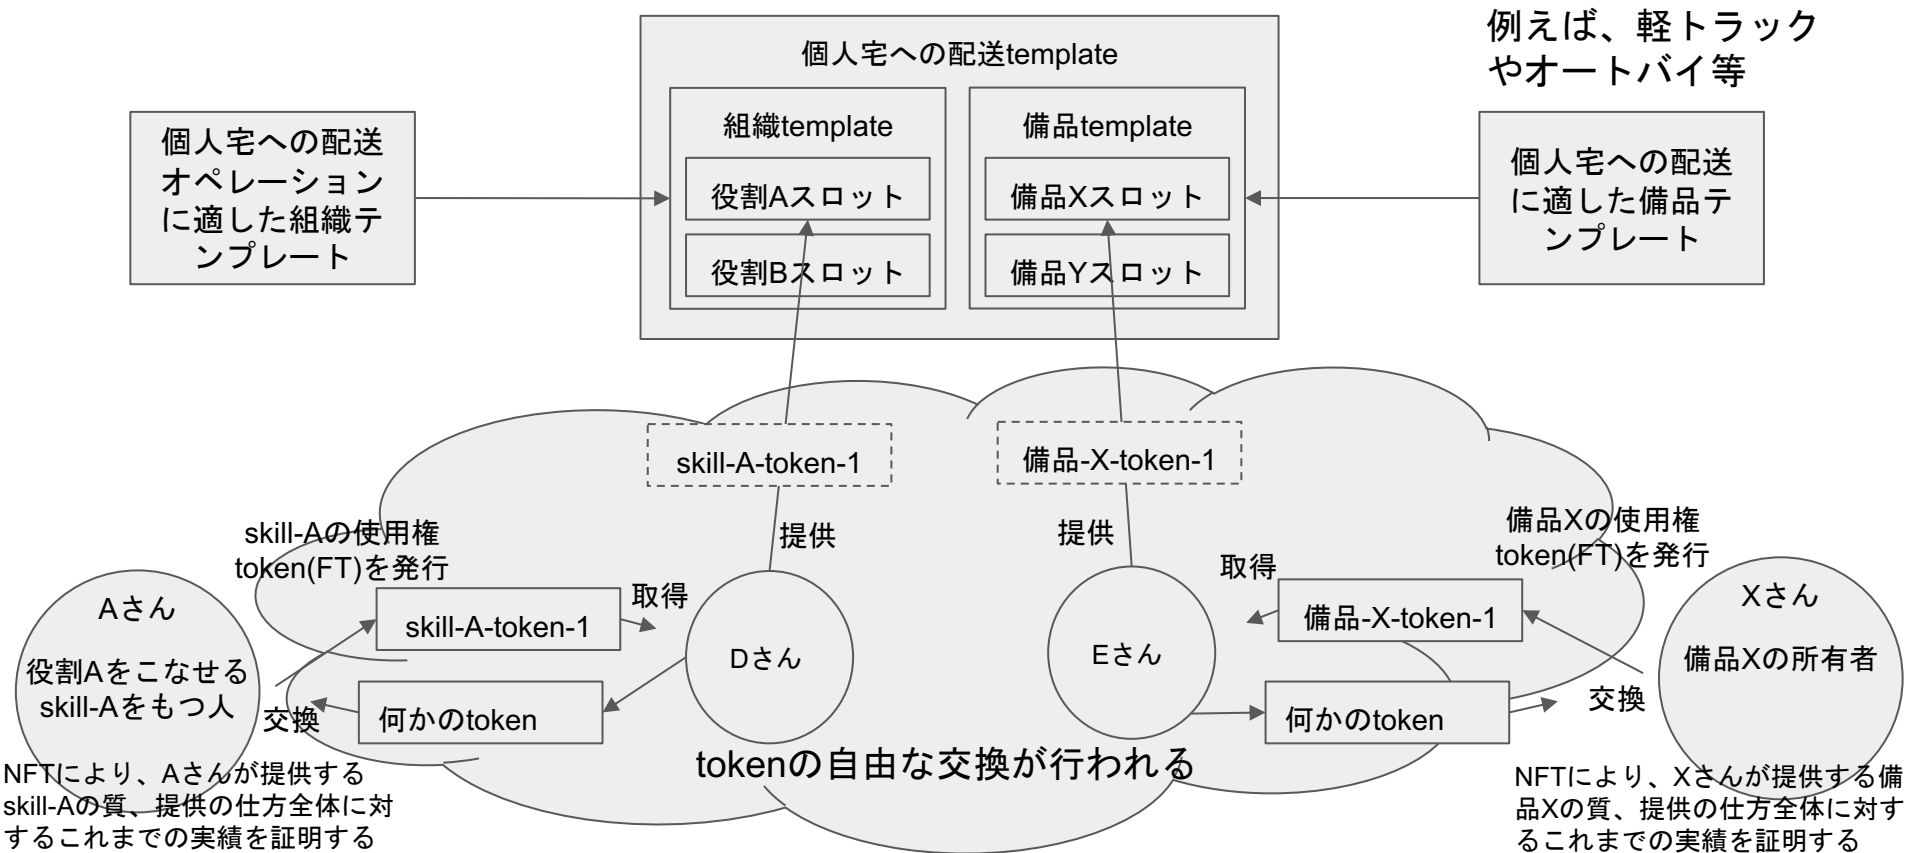 例えば、軽トラック
やオートバイ等
個人宅への配送template
組織template
備品template
個人宅への配送
オペレーション
に適した組織テ
ンプレート
役割Aスロット
役割Bスロット
備品Xスロット
備品Yスロット
個人宅への配送
に適した備品テ
ンプレート
skill-A-token-1
備品-X-token-1
skill-Aの使用権
token(FT)を発行
提供
提供
備品Xの使用権
token(FT)を発行
Aさん
役割Aをこなせる
skill-Aをもつ人
skill-A-token-1
取得
Dさん
Eさん
取得
備品-X-token-1
Xさん
備品Xの所有者
交換
何かのtoken
何かのtoken
交換
tokenの自由な交換が行われる
NFTにより、Aさんが提供する
skill-Aの質、提供の仕方全体に対
するこれまでの実績を証明する
NFTにより、Xさんが提供する備
品Xの質、提供の仕方全体に対す
るこれまでの実績を証明する